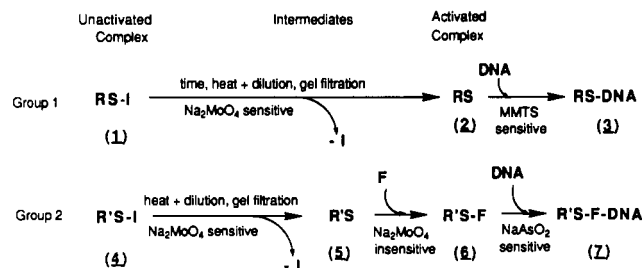 Unactivated Complex
Intermediates
Activated Complex
Group 1
RS-I
time, heat + dilution, gel filtration
Na₂MoO₄ sensitive
- I
RS
DNA
MMTS sensitive
RS-DNA
(1)
(2)
(3)
Group 2
R'S-I
heat + dilution, gel filtration
Na₂MoO₄ sensitive
- I
R'S
F
Na₂MoO₄ insensitive
R'S-F
DNA
NaAsO₂ sensitive
R'S-F-DNA
(4)
(5)
(6)
(7)